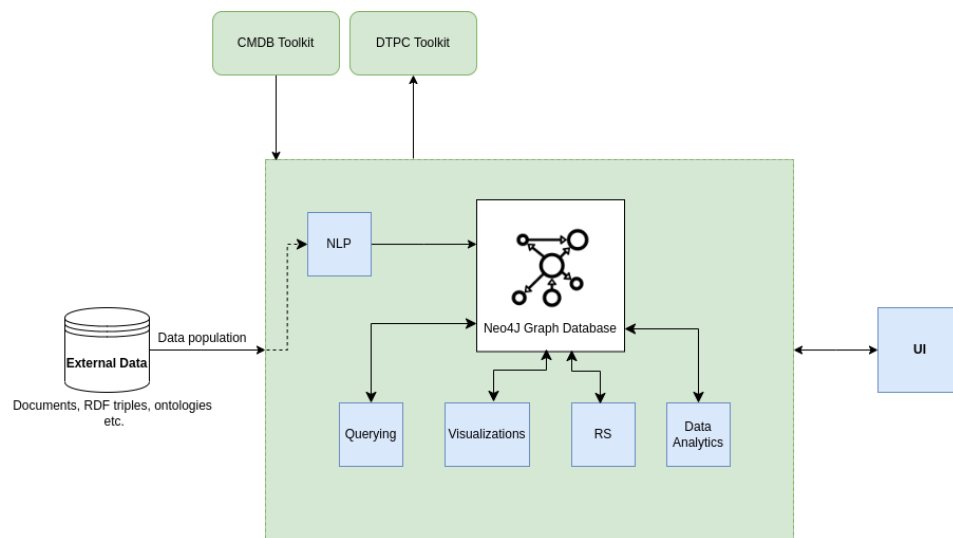 CMDB Toolkit
DTPC Toolkit
NLP
Neo4J Graph Database
Data population
External Data
Documents, RDF triples, ontologies
etc.
UI
Querying
Visualizations
RS
Data
Analytics